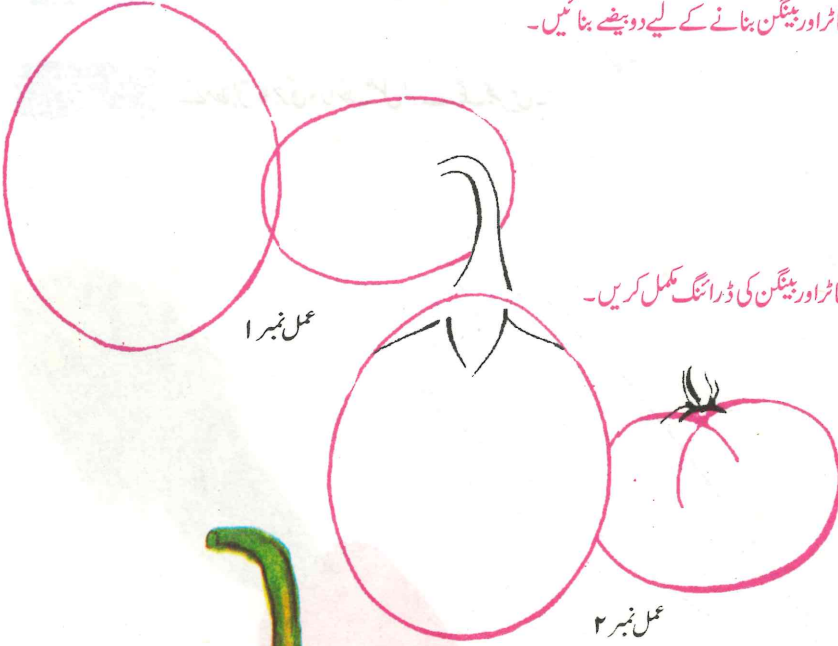 ٹراور بینگن بنانے کے لیے دو بیضے بنائیں۔
عمل نمبر ۱
ٹراور بینگن کی ڈرائنگ مکمل کریں۔
عمل نمبر ۲